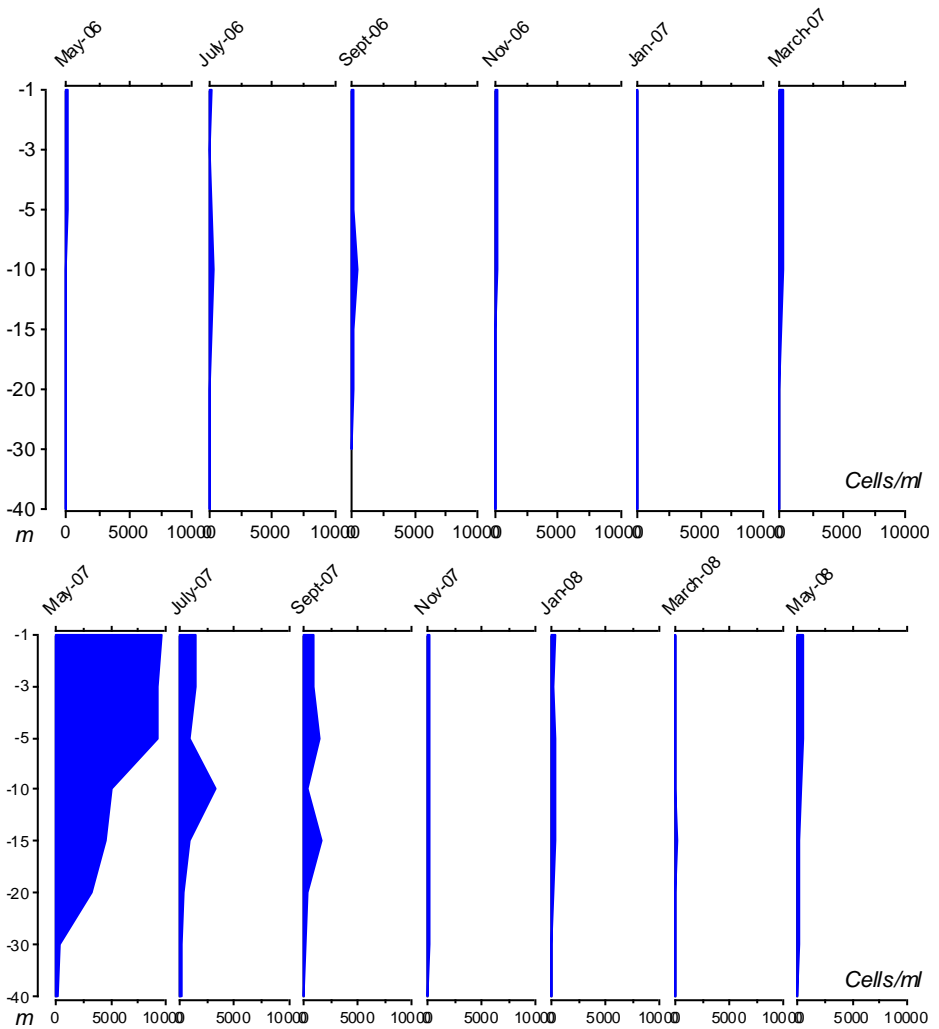 May-06 July-06 Sept-06 Nov-06 Jan-07 March-07
-1
-3
-5
-10
-15
-20
-30
Cells/ml
-40
0 5000 10000 0 5000 10000 0 5000 10000 0 5000 10000 0 5000 10000 0 5000 10000
m
May-07 July-07 Sept-07 Nov-07 Jan-08 March-08 May-08
-1
-3
-5
-10
-15
-20
-30
Cells/ml
-40
0 5000 10000 0 5000 10000 0 5000 10000 0 5000 10000 0 5000 10000 0 5000 10000 0 5000 10000
m